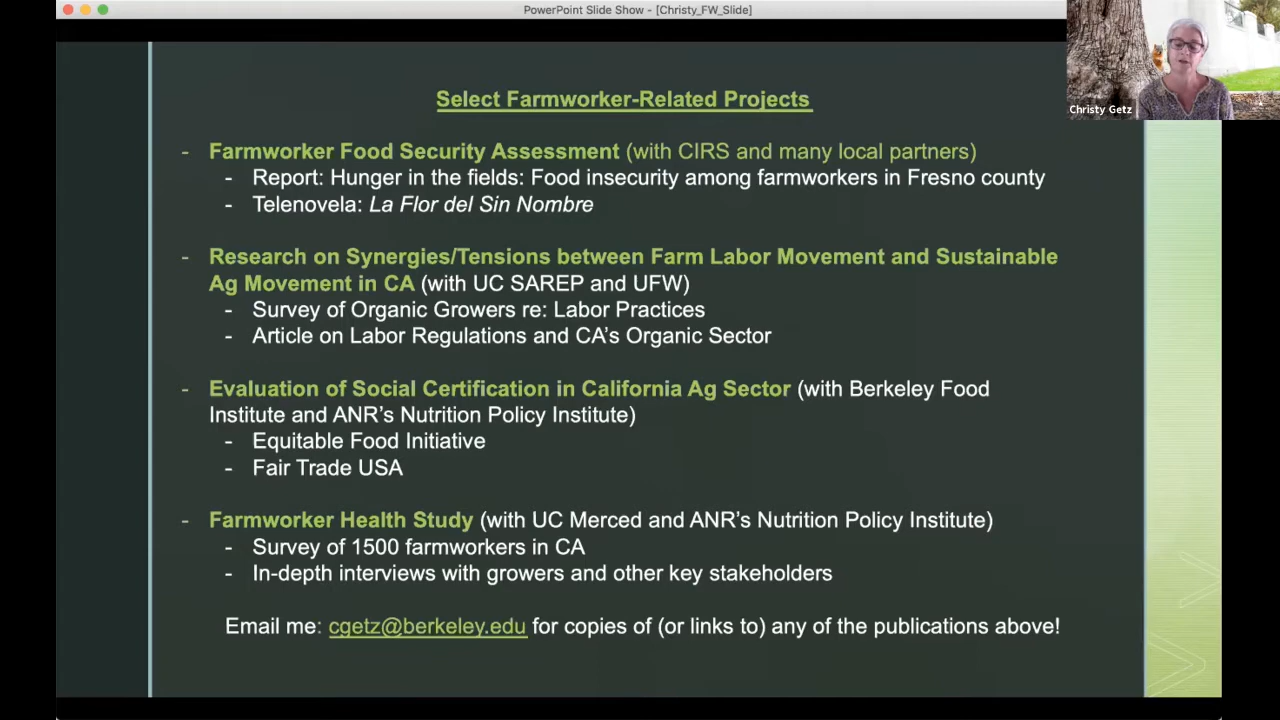 PowerPoint Slide Show - [Christy_FW_Slide]
Christy Getz
Select Farmworker-Related Projects
- Farmworker Food Security Assessment (with CIRS and many local partners)
- Report: Hunger in the fields: Food insecurity among farmworkers in Fresno county
- Telenovela: La Flor del Sin Nombre
- Research on Synergies/Tensions between Farm Labor Movement and Sustainable
Ag Movement in CA (with UC SAREP and UFW)
- Survey of Organic Growers re: Labor Practices
- Article on Labor Regulations and CA's Organic Sector
- Evaluation of Social Certification in California Ag Sector (with Berkeley Food
Institute and ANR's Nutrition Policy Institute)
- Equitable Food Initiative
- Fair Trade USA
- Farmworker Health Study (with UC Merced and ANR's Nutrition Policy Institute)
- Survey of 1500 farmworkers in CA
- In-depth interviews with growers and other key stakeholders
Email me: cgetz@berkeley.edu for copies of (or links to) any of the publications above!